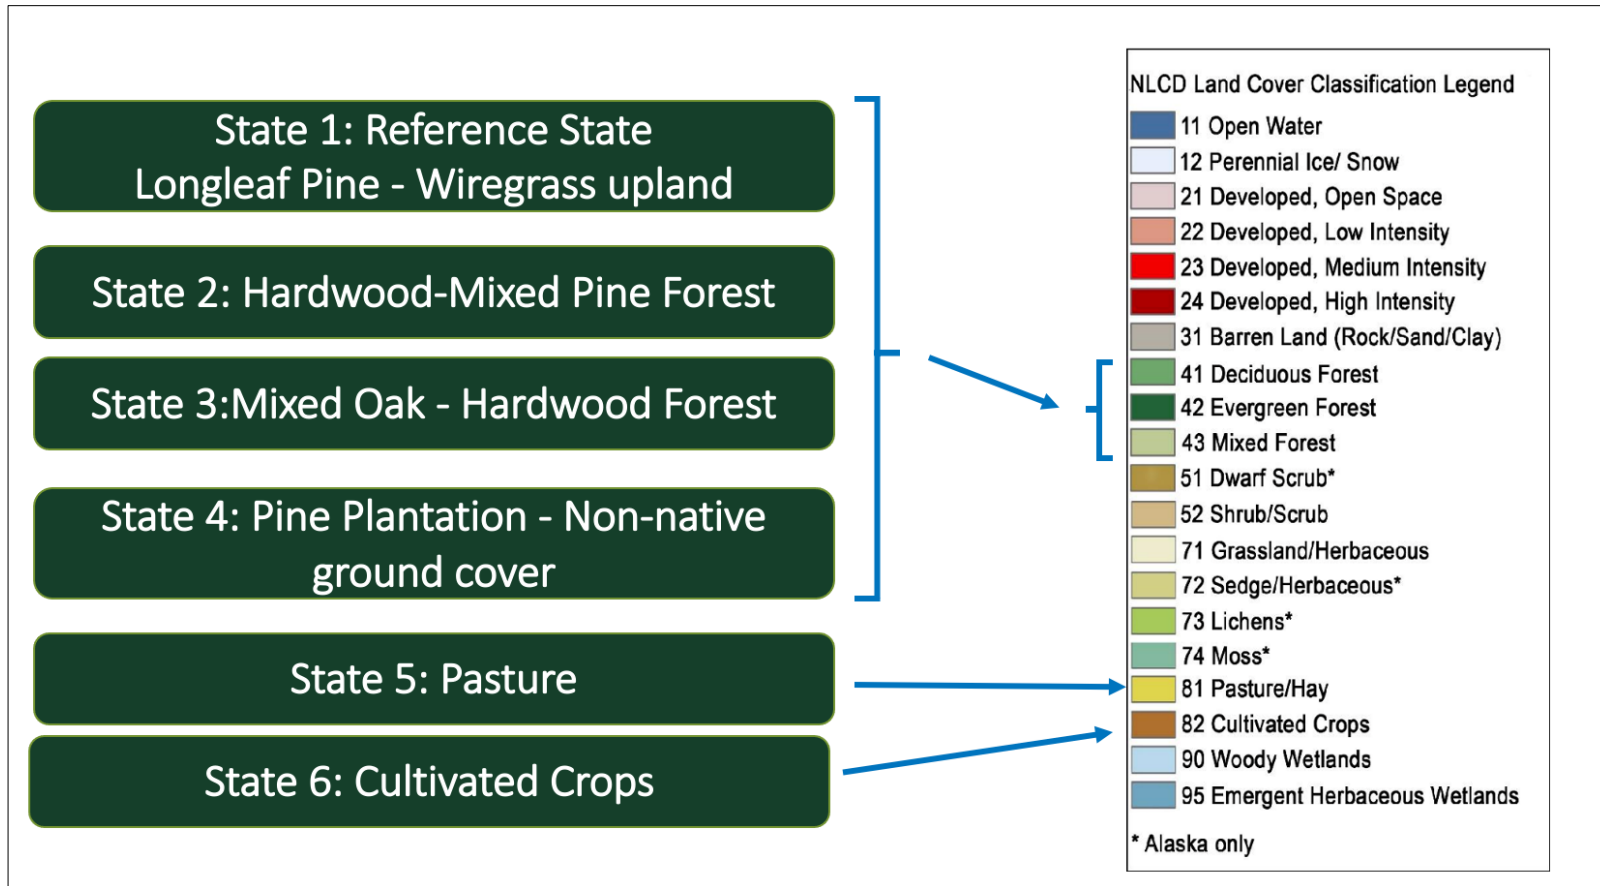 State 1: Reference State
Longleaf Pine - Wiregrass upland
State 2: Hardwood-Mixed Pine Forest
State 3:Mixed Oak - Hardwood Forest
State 4: Pine Plantation - Non-native
ground cover
State 5: Pasture
State 6: Cultivated Crops
NLCD Land Cover Classification Legend
11 Open Water
12 Perennial Ice/ Snow
21 Developed, Open Space
22 Developed, Low Intensity
23 Developed, Medium Intensity
24 Developed, High Intensity
31 Barren Land (Rock/Sand/Clay)
41 Deciduous Forest
42 Evergreen Forest
43 Mixed Forest
51 Dwarf Scrub*
52 Shrub/Scrub
71 Grassland/Herbaceous
72 Sedge/Herbaceous*
73 Lichens*
74 Moss*
81 Pasture/Hay
82 Cultivated Crops
90 Woody Wetlands
95 Emergent Herbaceous Wetlands
* Alaska only